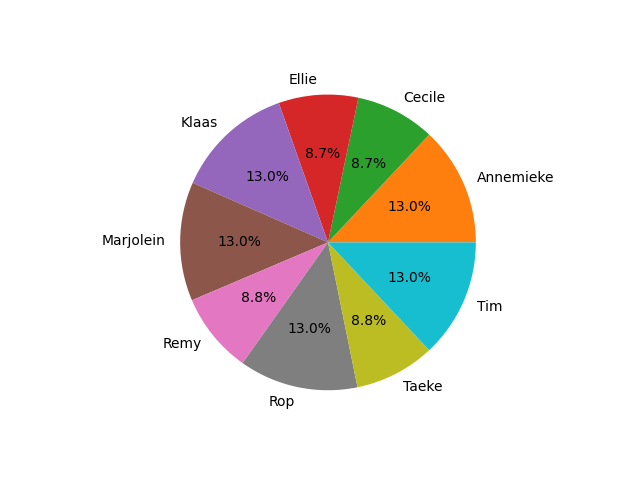 Ellie
Cecile
Klaas
8.7%
8.7%
Annemieke
13.0%
13.0%
Marjolein
13.0%
13.0%
Tim
8.8%
Remy
13.0%
8.8%
Taeke
Rop